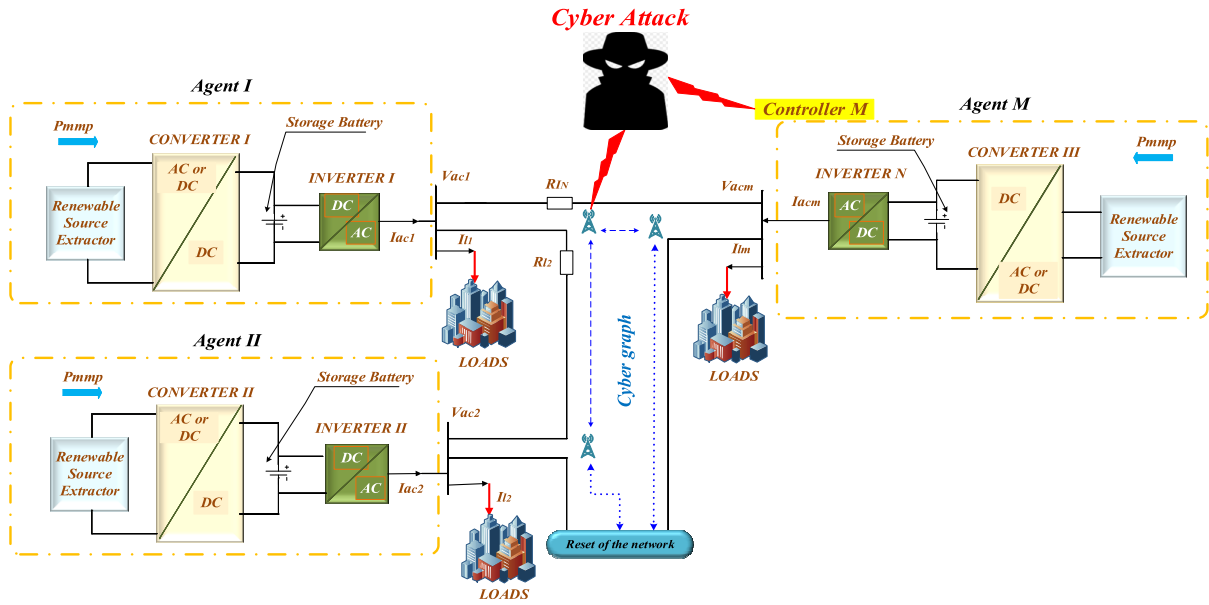 Cyber Attack
Agent I
Pmmp
CONVERTER I
Storage Battery
AC or
DC
DC
Renewable
Source
Extractor
INVERTER I
DC
AC
Iac1
Vac1
Il1
LOADS
R1N
Rl2
Controller M
Agent M
Vacm
Iacm
Ilm
LOADS
INVERTER N
AC
DC
Storage Battery
CONVERTER III
DC
AC or
DC
Pmmp
Renewable
Source
Extractor
Cyber graph
Agent II
Pmmp
CONVERTER II
Storage Battery
AC or
DC
DC
Renewable
Source
Extractor
INVERTER II
DC
AC
Iac2
Vac2
Il2
LOADS
Reset of the network